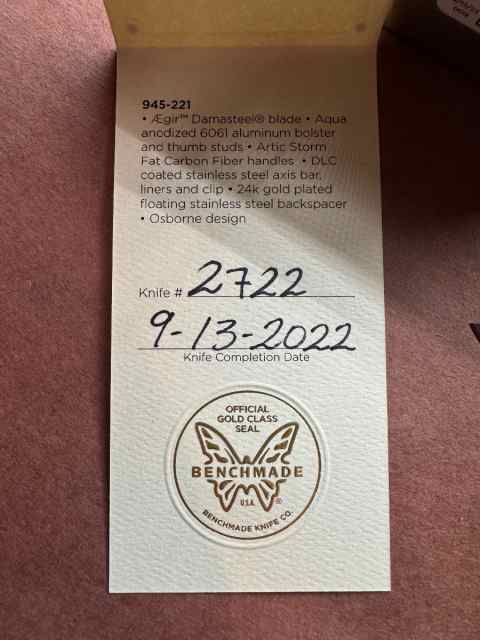 945-221
• Ægir™ Damasteel® blade • Aqua
anodized 6061 aluminum bolster
and thumb studs • Artic Storm
Fat Carbon Fiber handles • DLC
coated stainless steel axis bar,
liners and clip • 24k gold plated
floating stainless steel backspacer
• Osborne design
Knife # 2722
9-13-2022
Knife Completion Date
OFFICIAL
GOLD CLASS
SEAL
BENCHMADE
U.S.A. ®
BENCHMADE KNIFE CO.